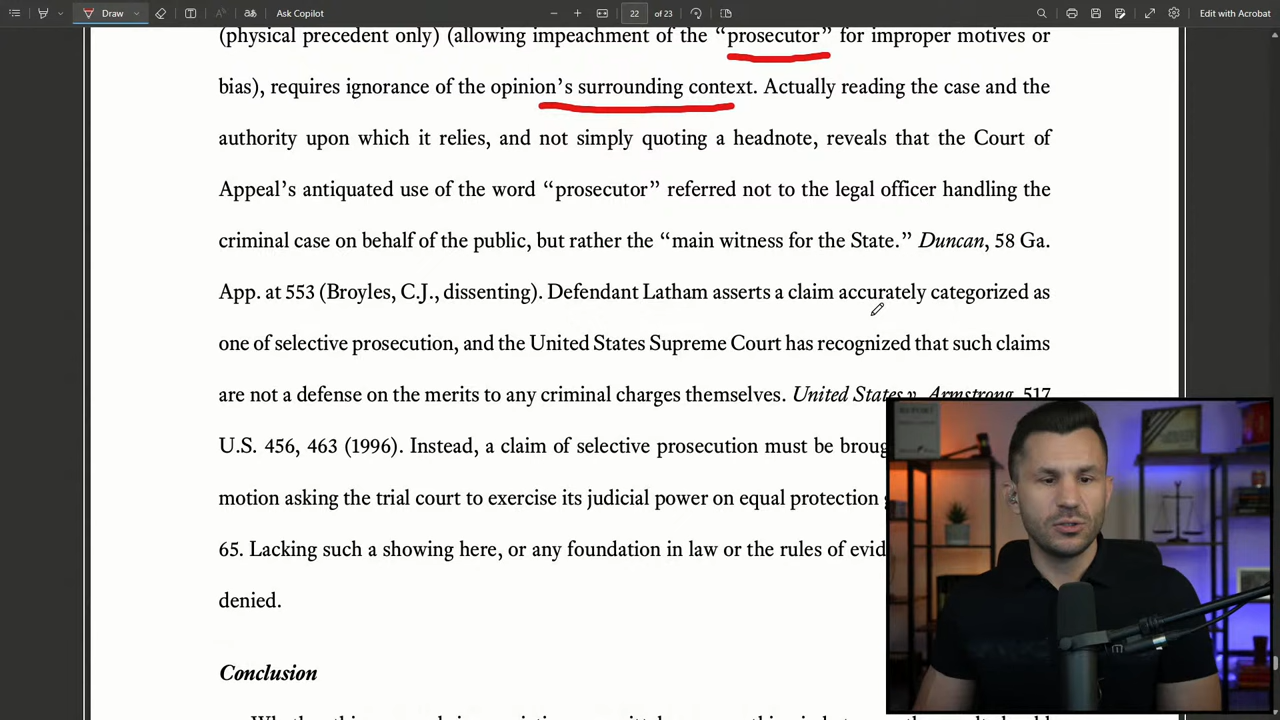 Draw
Ask Copilot
22 of 23
Edit with Acrobat
(physical precedent only) (allowing impeachment of the “prosecutor” for improper motives or
bias), requires ignorance of the opinion’s surrounding context. Actually reading the case and the
authority upon which it relies, and not simply quoting a headnote, reveals that the Court of
Appeal’s antiquated use of the word “prosecutor” referred not to the legal officer handling the
criminal case on behalf of the public, but rather the “main witness for the State.” Duncan, 58 Ga.
App. at 553 (Broyles, C.J., dissenting). Defendant Latham asserts a claim accurately categorized as
one of selective prosecution, and the United States Supreme Court has recognized that such claims
are not a defense on the merits to any criminal charges themselves. United States v. Armstrong, 517
U.S. 456, 463 (1996). Instead, a claim of selective prosecution must be
motion asking the trial court to exercise its judicial power on equal protection
65. Lacking such a showing here, or any foundation in law or the rules of
denied.
Conclusion